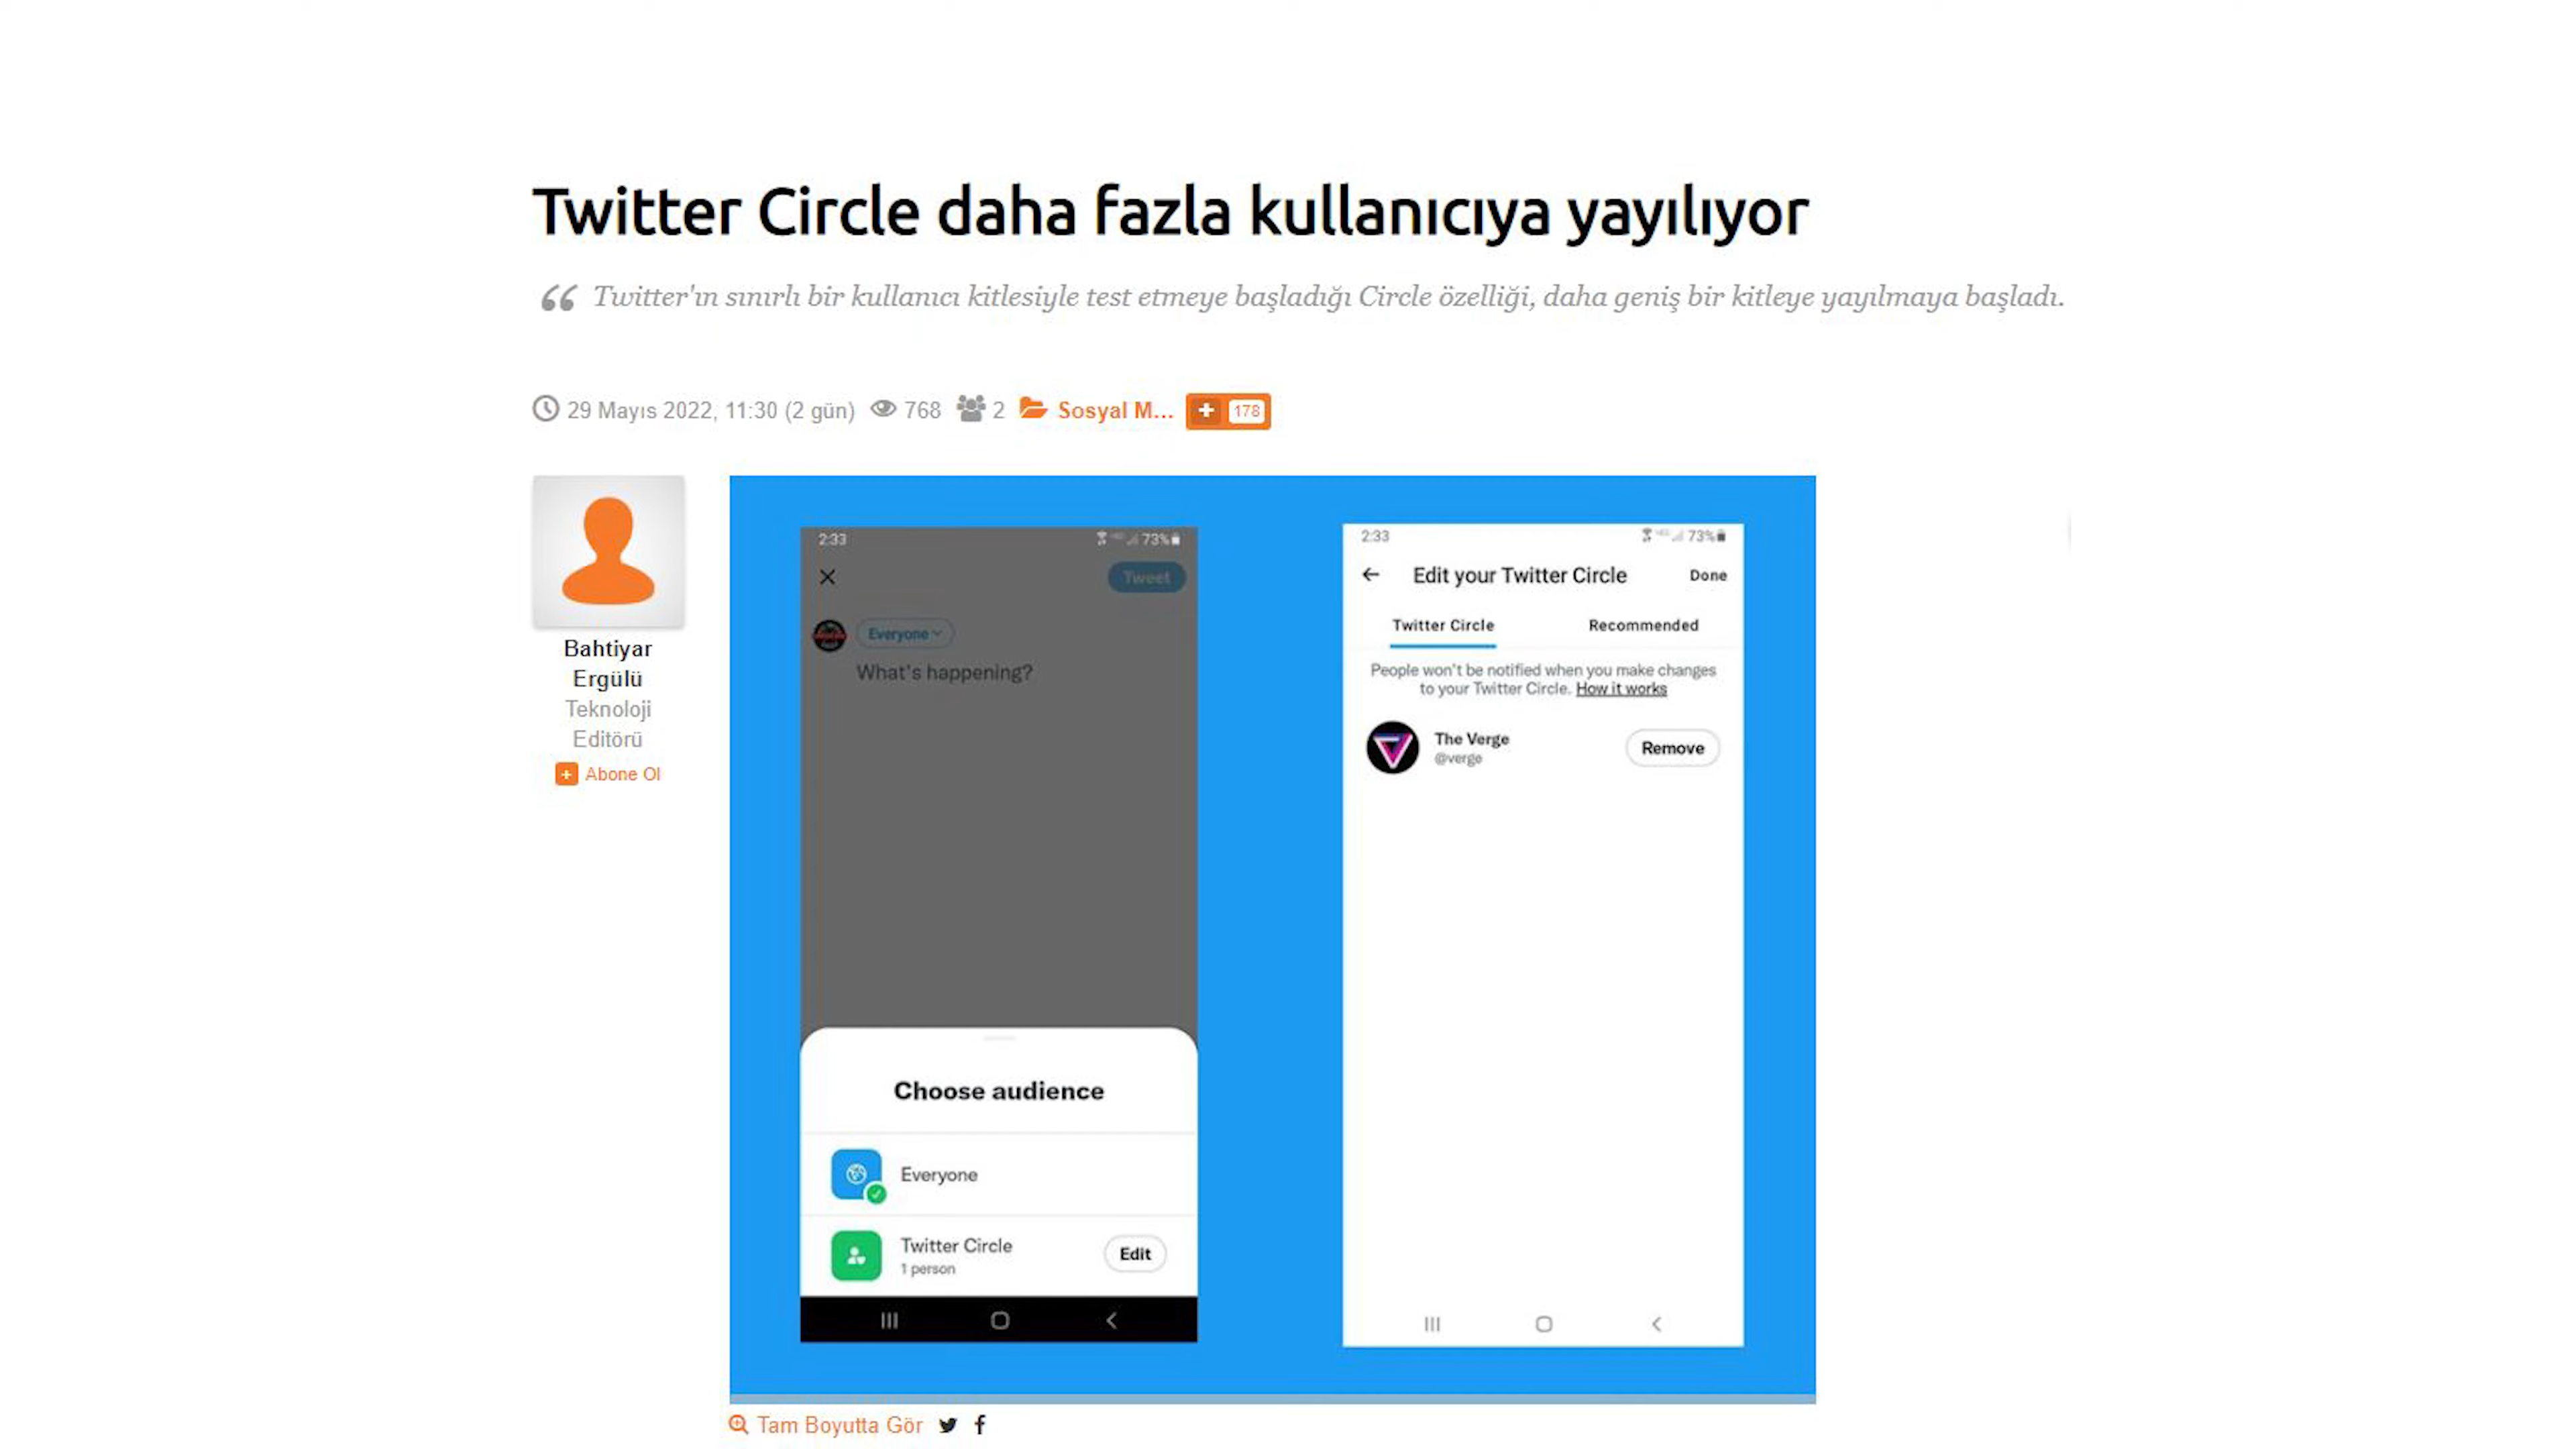 Twitter Circle daha fazla kullanıcıya yayılıyor
Twitter'ın sınırlı bir kullanıcı kitlesiyle test etmeye başladığı Circle özelliği, daha geniş bir kitleye yayılmaya başladı.
29 Mayıs 2022, 11:30 (2 gün) 768 2 Sosyal M... + 178
Bahtiyar
Ergülü
Teknoloji
Editörü
+ Abone Ol
2:33 73%
Tweet
Everyone
What's happening?
Choose audience
Everyone
Twitter Circle
1 person
Edit
2:33 73%
Edit your Twitter Circle Done
Twitter Circle Recommended
People won't be notified when you make changes
to your Twitter Circle. How it works
The Verge
@verge
Remove
Tam Boyutta Gör